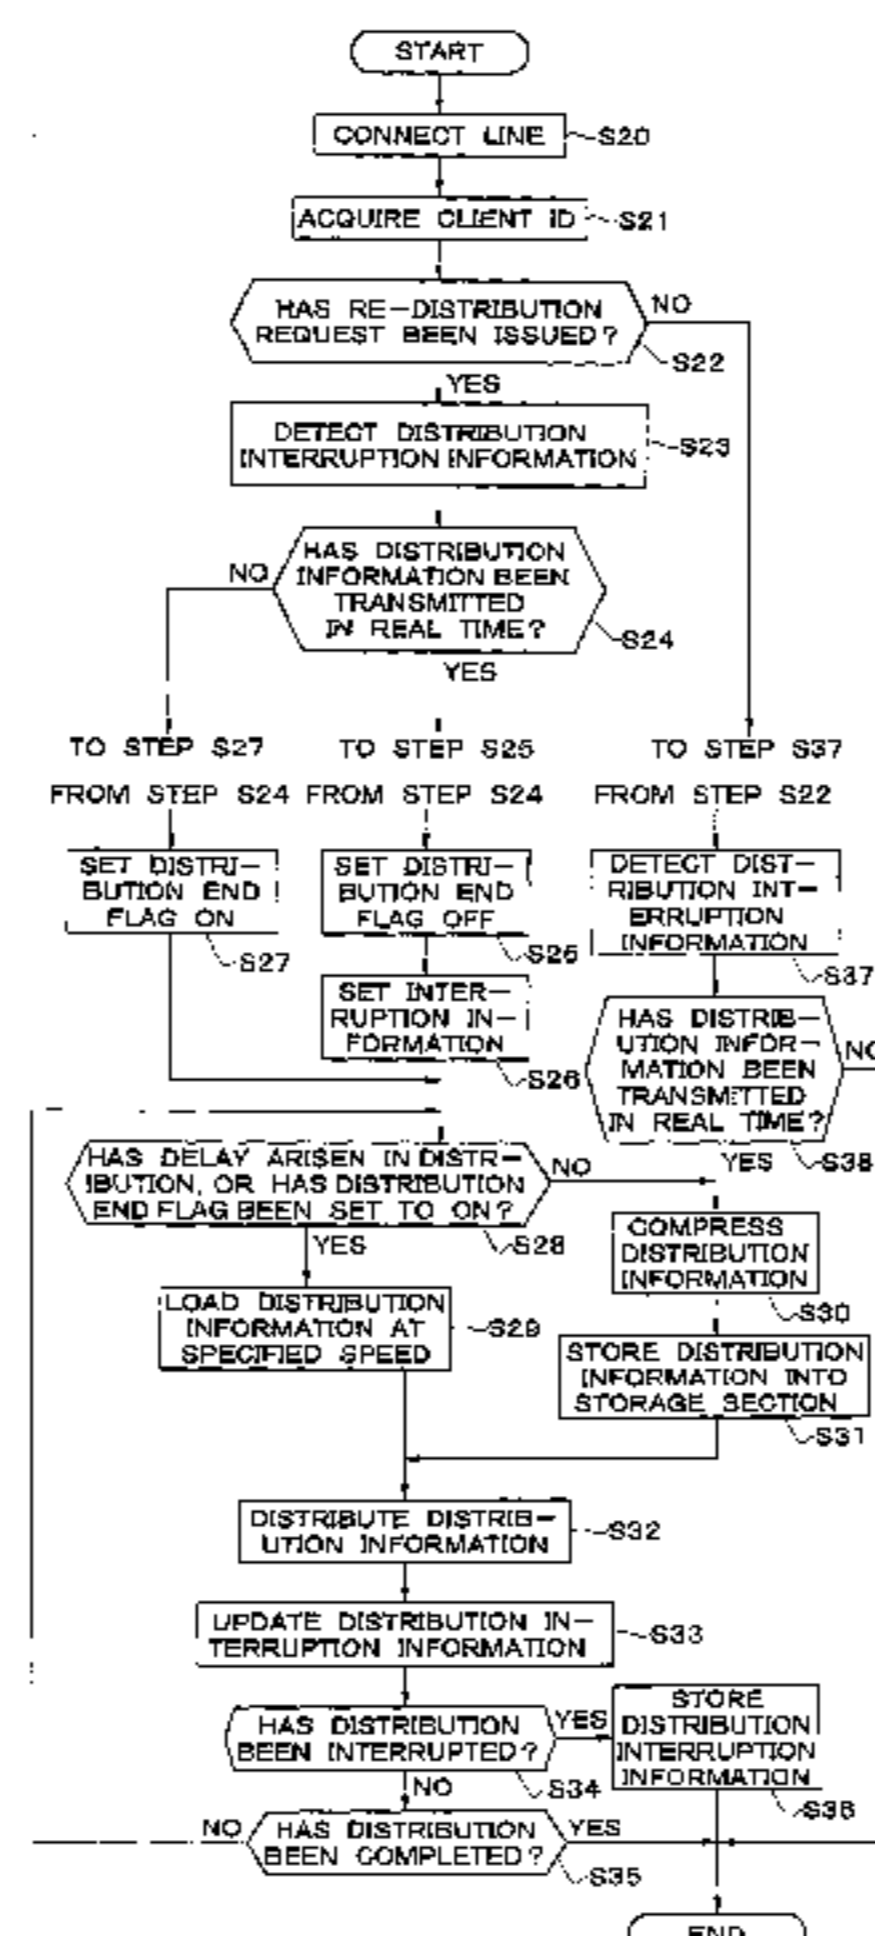 START
CONNECT LINE
S20
ACQUIRE CLIENT ID
S21
HAS RE-DISTRIBUTION
REQUEST BEEN ISSUED?
NO
S22
YES
DETECT DISTRIBUTION
INTERRUPTION INFORMATION
S23
HAS DISTRIBUTION
INFORMATION BEEN
TRANSMITTED
IN REAL TIME?
NO
S24
YES
TO STEP S27
TO STEP S25
TO STEP S37
FROM STEP S24
FROM STEP S24
FROM STEP S22
SET DISTRI-
BUTION END
FLAG ON
S27
SET DISTRI-
BUTION END
FLAG OFF
S25
DETECT DIST-
RIBUTION INT-
ERRUPTION
INFORMATION
S37
SET INTER-
RUPTION IN-
FORMATION
S26
HAS DISTRIB-
UTION INFOR-
MATION BEEN
TRANSMITTED
IN REAL TIME?
NO
YES
S38
HAS DELAY ARISEN IN DISTR-
IBUTION, OR HAS DISTRIBUTION
END FLAG BEEN SET TO ON?
NO
YES
S28
COMPRESS
DISTRIBUTION
INFORMATION
S30
LOAD DISTRIBUTION
INFORMATION AT
SPECIFIED SPEED
S29
STORE DISTRIBUTION
INFORMATION INTO
STORAGE SECTION
S31
DISTRIBUTE DISTRIB-
UTION INFORMATION
S32
UPDATE DISTRIBUTION IN-
TERRUPTION INFORMATION
S33
HAS DISTRIBUTION
BEEN INTERRUPTED?
YES
S34
NO
STORE
DISTRIBUTION
INTERRUPTION
INFORMATION
S36
NO
HAS DISTRIBUTION
BEEN COMPLETED?
YES
S35
END